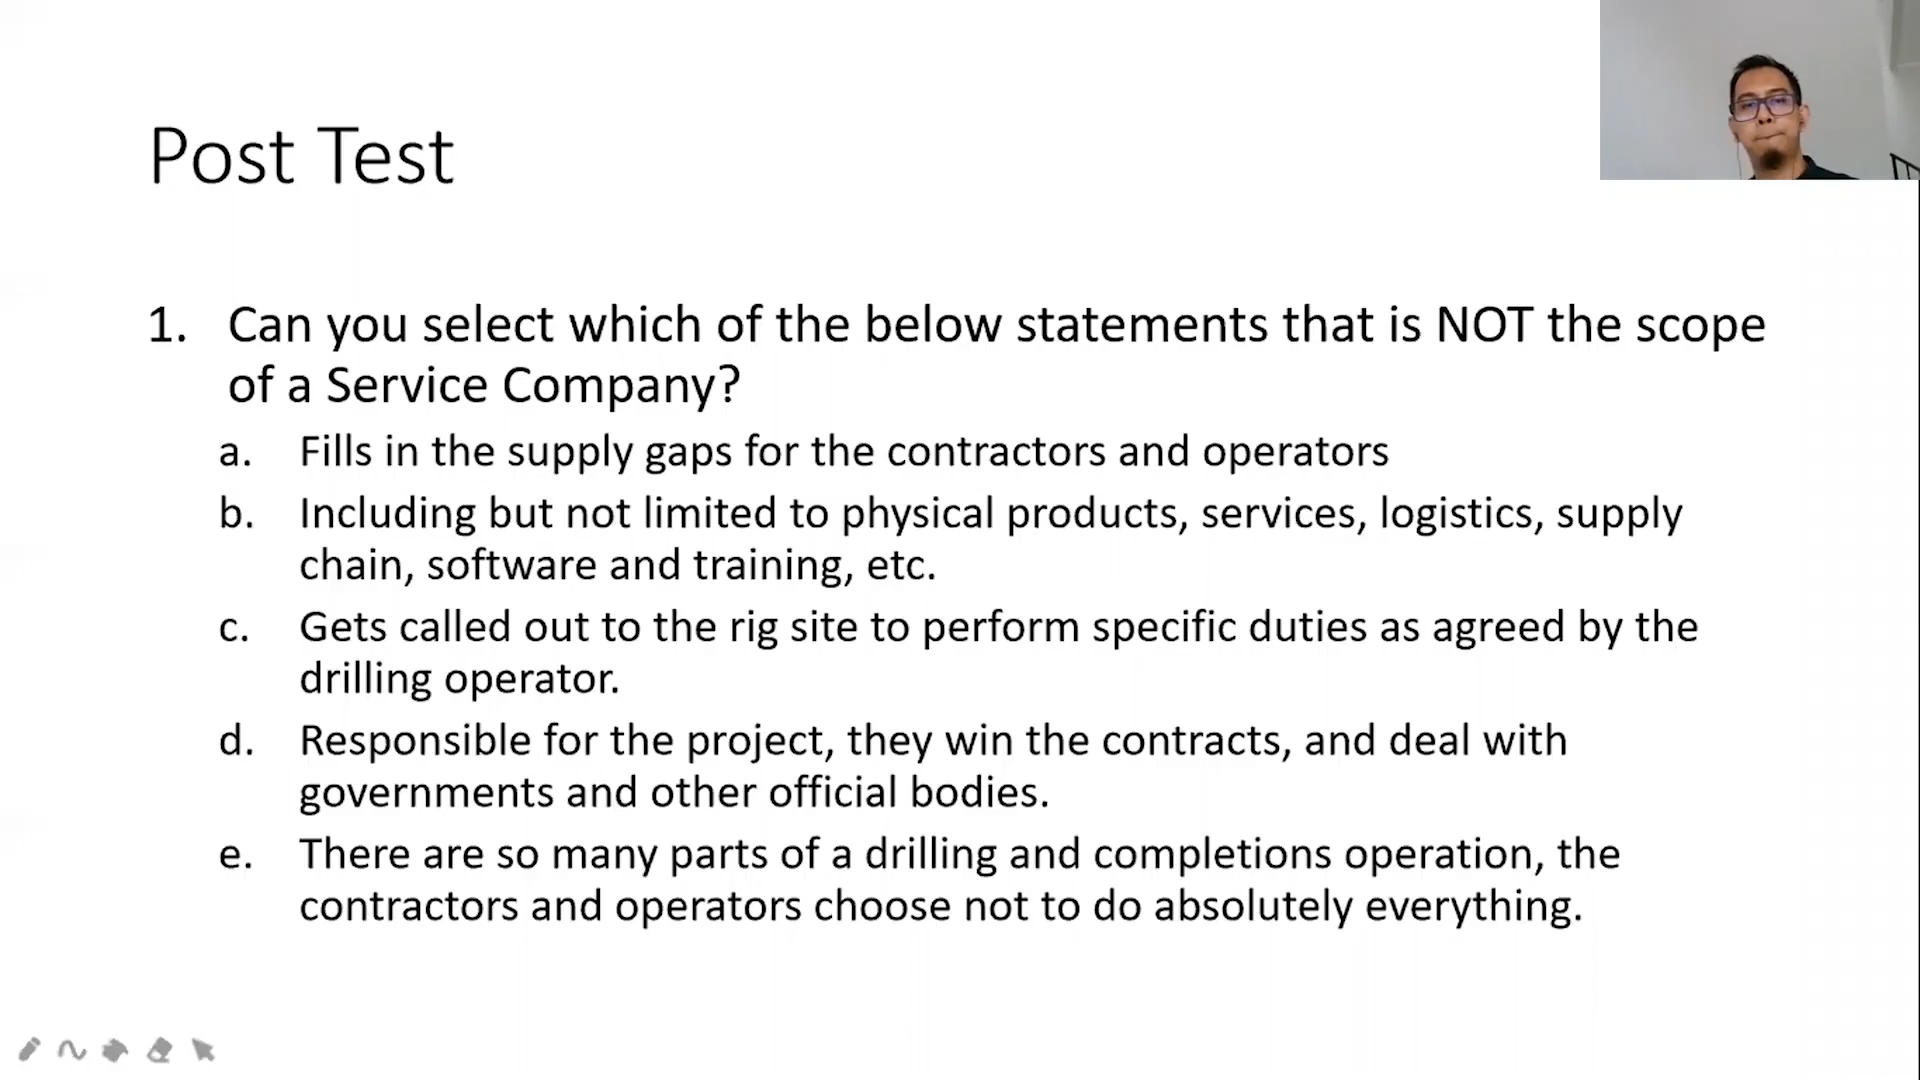 Post Test
1. Can you select which of the below statements that is NOT the scope
of a Service Company?
a. Fills in the supply gaps for the contractors and operators
b. Including but not limited to physical products, services, logistics, supply
chain, software and training, etc.
c. Gets called out to the rig site to perform specific duties as agreed by the
drilling operator.
d. Responsible for the project, they win the contracts, and deal with
governments and other official bodies.
e. There are so many parts of a drilling and completions operation, the
contractors and operators choose not to do absolutely everything.